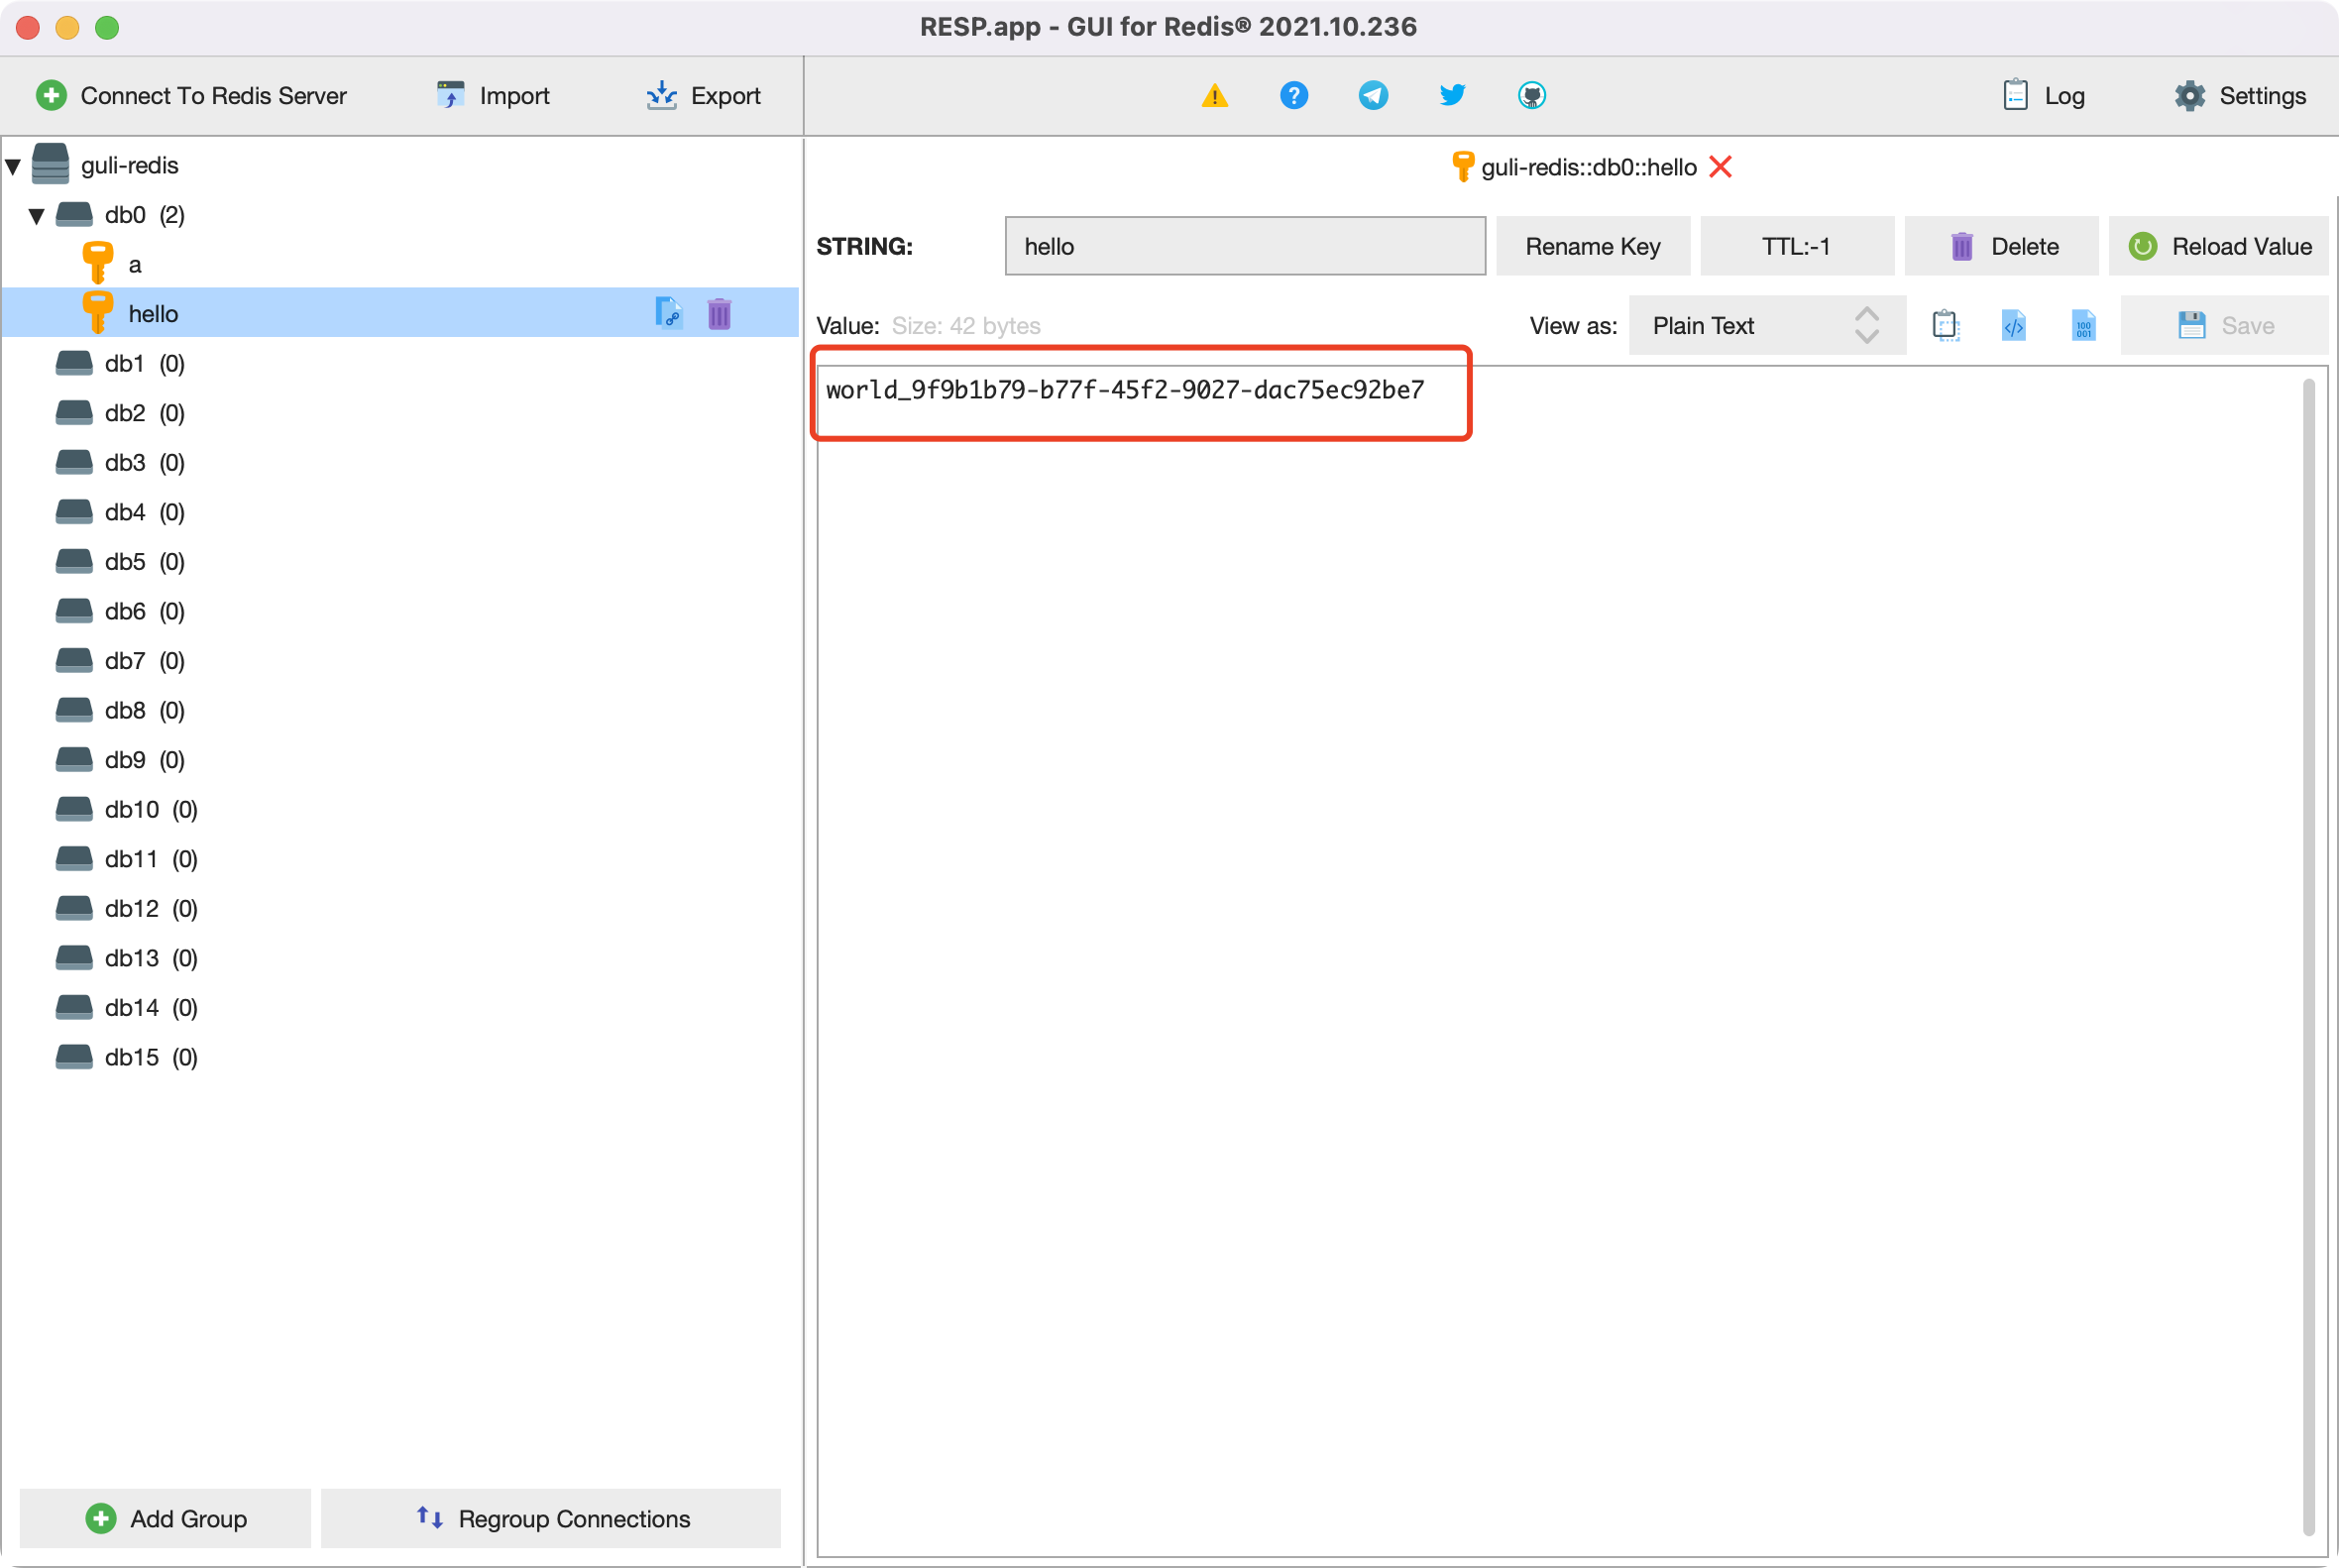 RESP.app - GUI for Redis® 2021.10.236
Connect To Redis Server Import Export Log Settings
guli-redis
db0 (2)
a
hello
db1 (0)
db2 (0)
db3 (0)
db4 (0)
db5 (0)
db6 (0)
db7 (0)
db8 (0)
db9 (0)
db10 (0)
db11 (0)
db12 (0)
db13 (0)
db14 (0)
db15 (0)
Add Group Regroup Connections
guli-redis::db0::hello
STRING: hello Rename Key TTL:-1 Delete Reload Value
Value: Size: 42 bytes View as: Plain Text Save
world_9f9b1b79-b77f-45f2-9027-dac75ec92be7